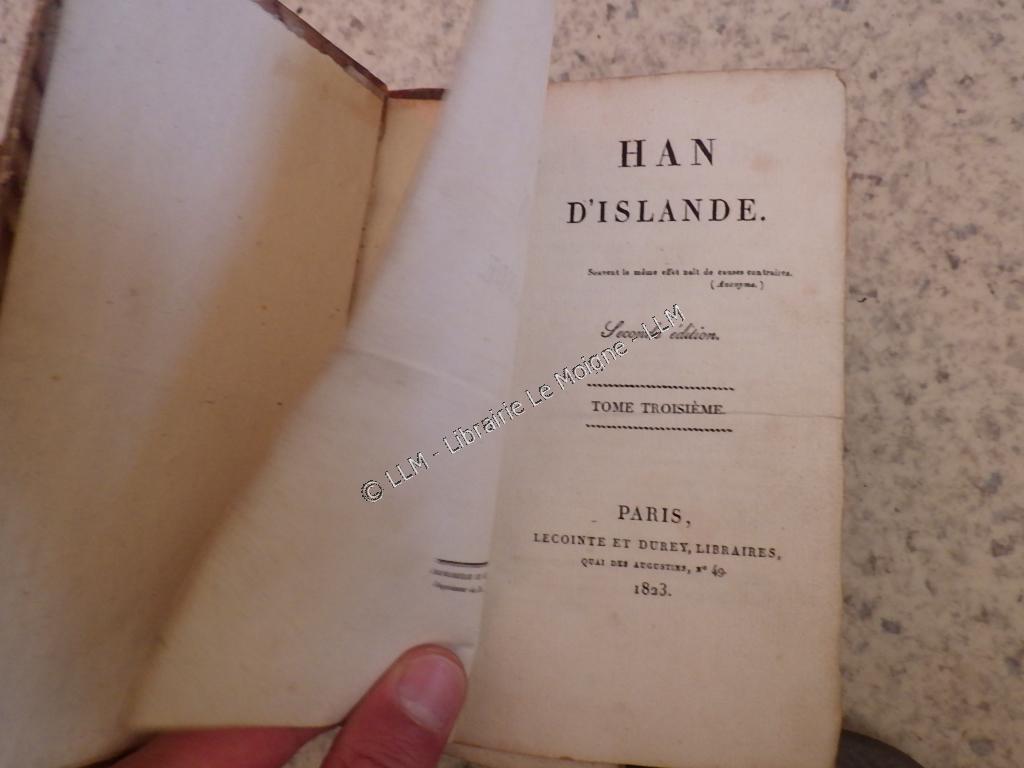 HAN
D'ISLANDE.
Souvent le même effet naît de causes contraires.
(Anonyme.)
Seconde édition.
TOME TROISIÈME.
PARIS,
LECOINTE ET DUREY, LIBRAIRES,
QUAI DES AUGUSTINS, Nº 49.
1823.
© LLM - Librairie Le Moigne - LLM